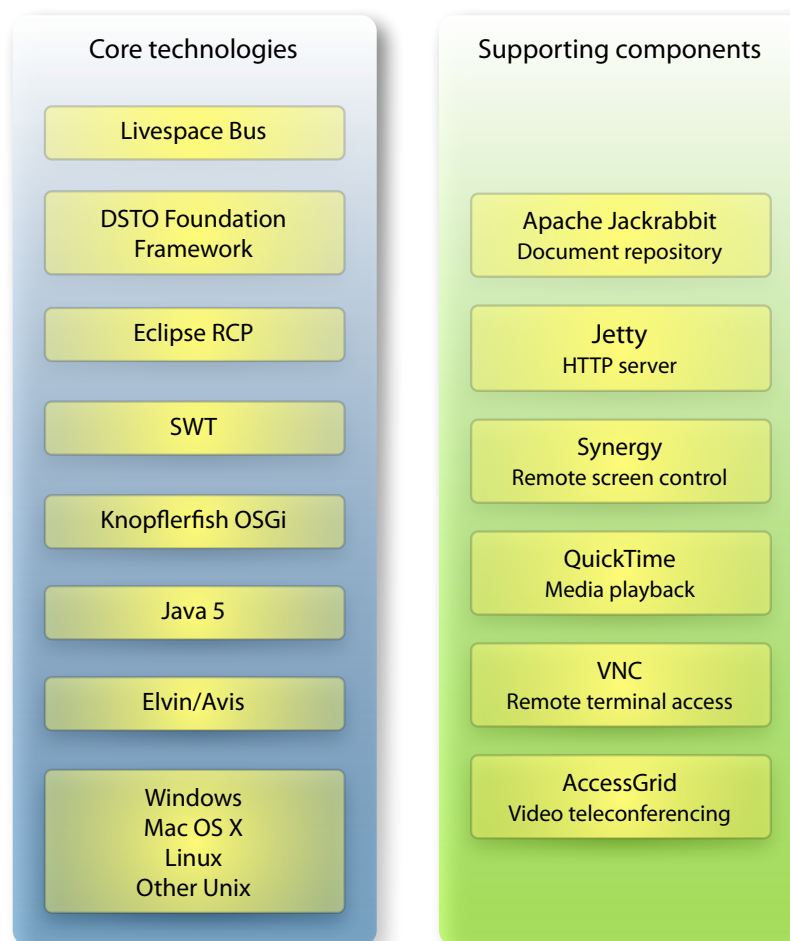 Core technologies
Livespace Bus
DSTO Foundation
Framework
Eclipse RCP
SWT
Knopflerfish OSGi
Java 5
Elvin/Avis
Windows
Mac OS X
Linux
Other Unix
Supporting components
Apache Jackrabbit
Document repository
Jetty
HTTP server
Synergy
Remote screen control
QuickTime
Media playback
VNC
Remote terminal access
AccessGrid
Video teleconferencing